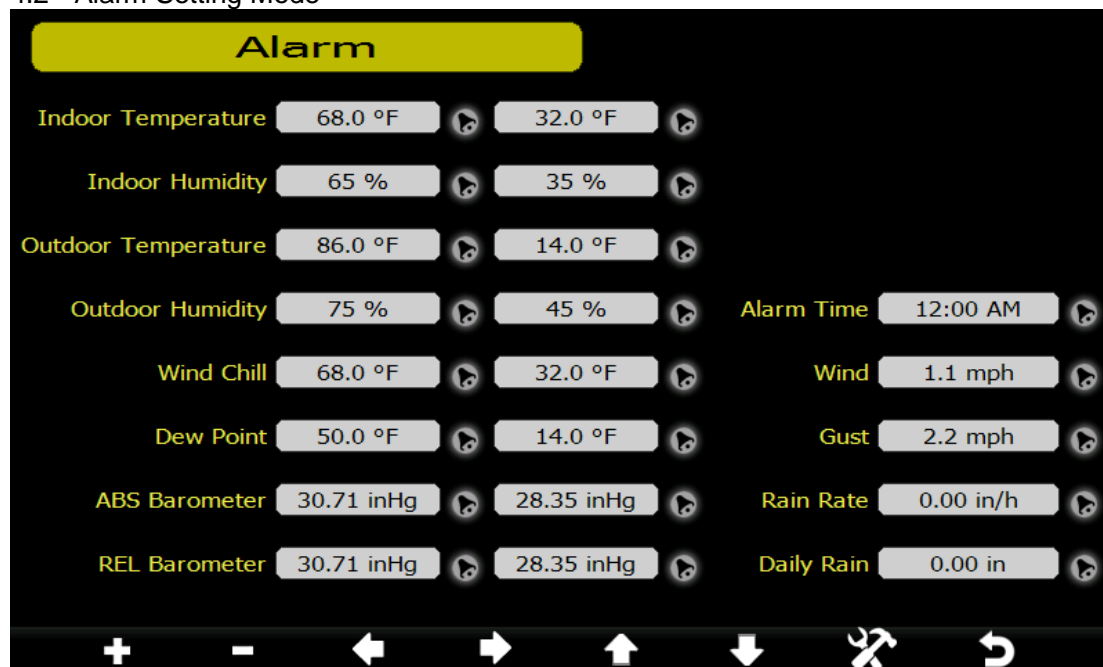 4.2 Alarm Setting Mode
Alarm
Indoor Temperature 68.0 °F 32.0 °F
Indoor Humidity 65 % 35 %
Outdoor Temperature 86.0 °F 14.0 °F
Outdoor Humidity 75 % 45 % Alarm Time 12:00 AM
Wind Chill 68.0 °F 32.0 °F Wind 1.1 mph
Dew Point 50.0 °F 14.0 °F Gust 2.2 mph
ABS Barometer 30.71 inHg 28.35 inHg Rain Rate 0.00 in/h
REL Barometer 30.71 inHg 28.35 inHg Daily Rain 0.00 in